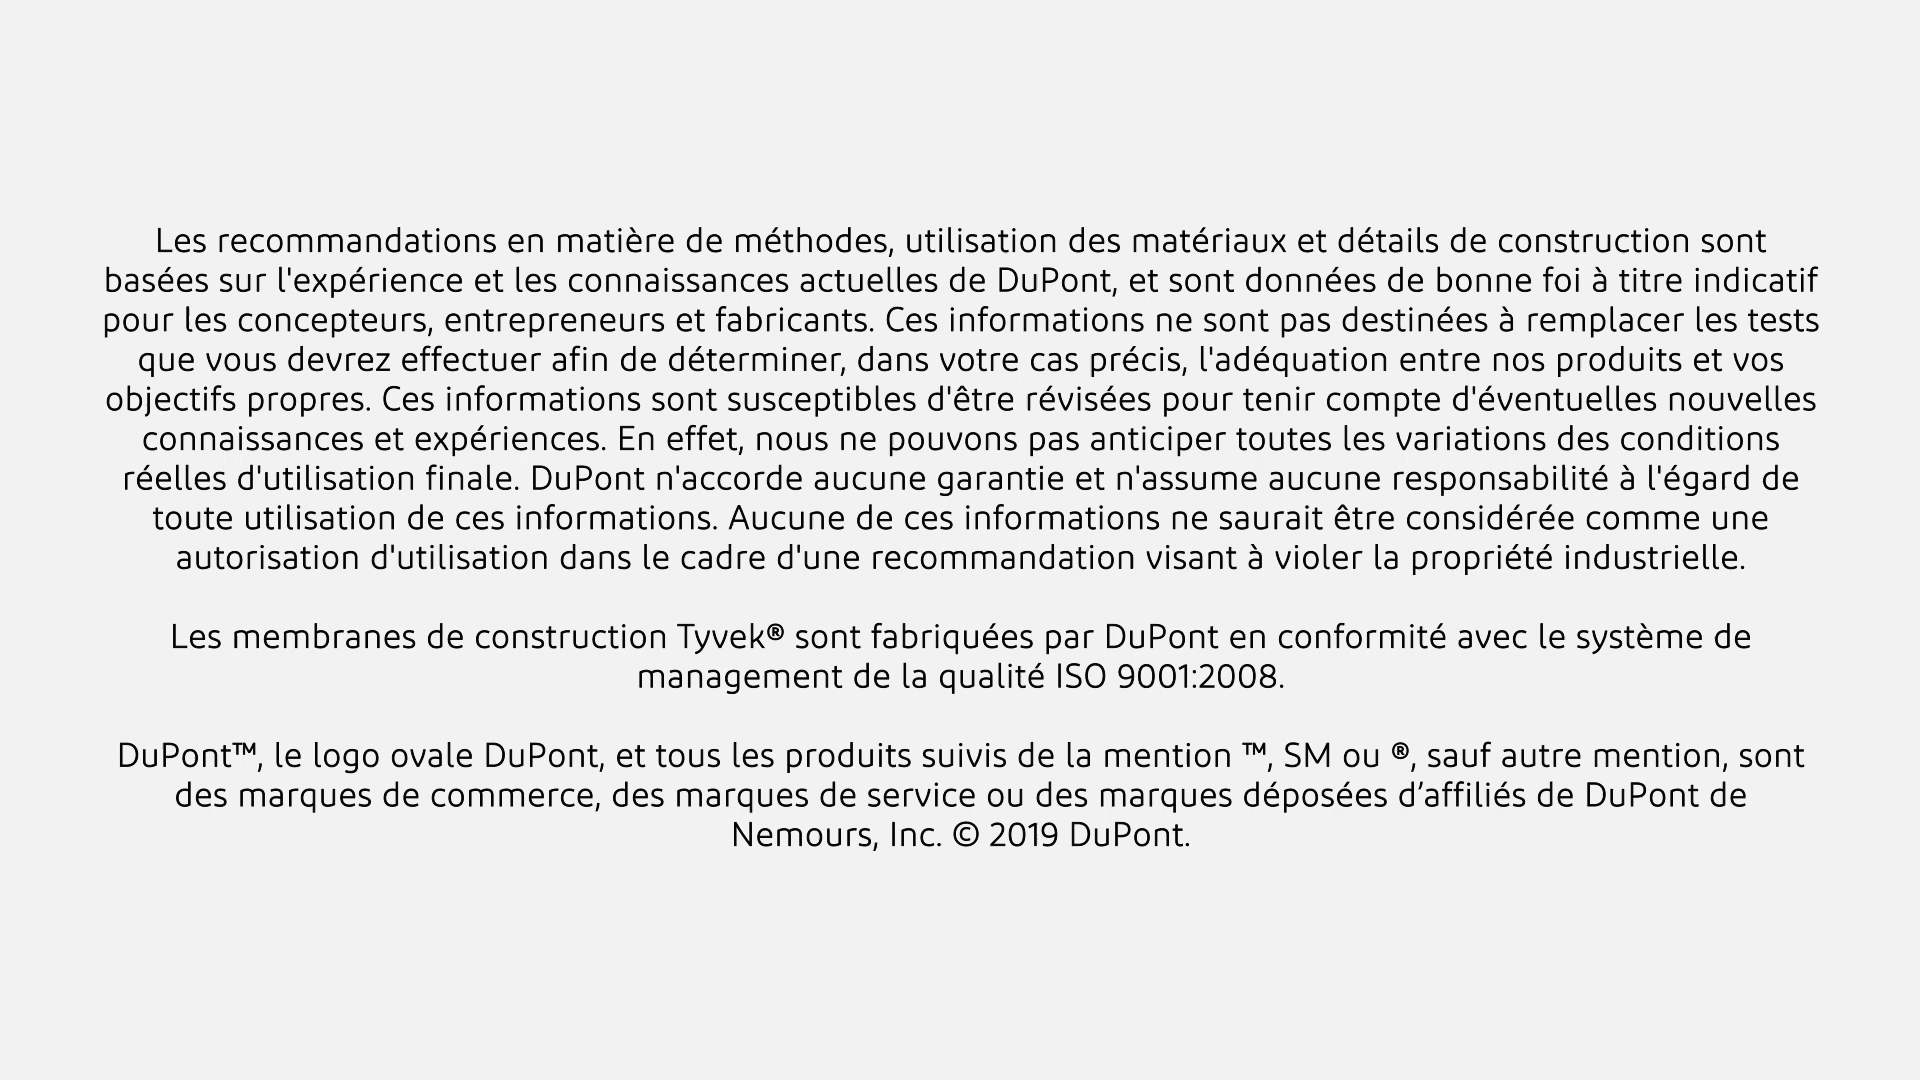 Les recommandations en matière de méthodes, utilisation des matériaux et détails de construction sont
basées sur l'expérience et les connaissances actuelles de DuPont, et sont données de bonne foi à titre indicatif
pour les concepteurs, entrepreneurs et fabricants. Ces informations ne sont pas destinées à remplacer les tests
que vous devrez effectuer afin de déterminer, dans votre cas précis, l'adéquation entre nos produits et vos
objectifs propres. Ces informations sont susceptibles d'être révisées pour tenir compte d'éventuelles nouvelles
connaissances et expériences. En effet, nous ne pouvons pas anticiper toutes les variations des conditions
réelles d'utilisation finale. DuPont n'accorde aucune garantie et n'assume aucune responsabilité à l'égard de
toute utilisation de ces informations. Aucune de ces informations ne saurait être considérée comme une
autorisation d'utilisation dans le cadre d'une recommandation visant à violer la propriété industrielle.
Les membranes de construction Tyvek® sont fabriquées par DuPont en conformité avec le système de
management de la qualité ISO 9001:2008.
DuPont™, le logo ovale DuPont, et tous les produits suivis de la mention ™, SM ou ®, sauf autre mention, sont
des marques de commerce, des marques de service ou des marques déposées d’affiliés de DuPont de
Nemours, Inc. © 2019 DuPont.